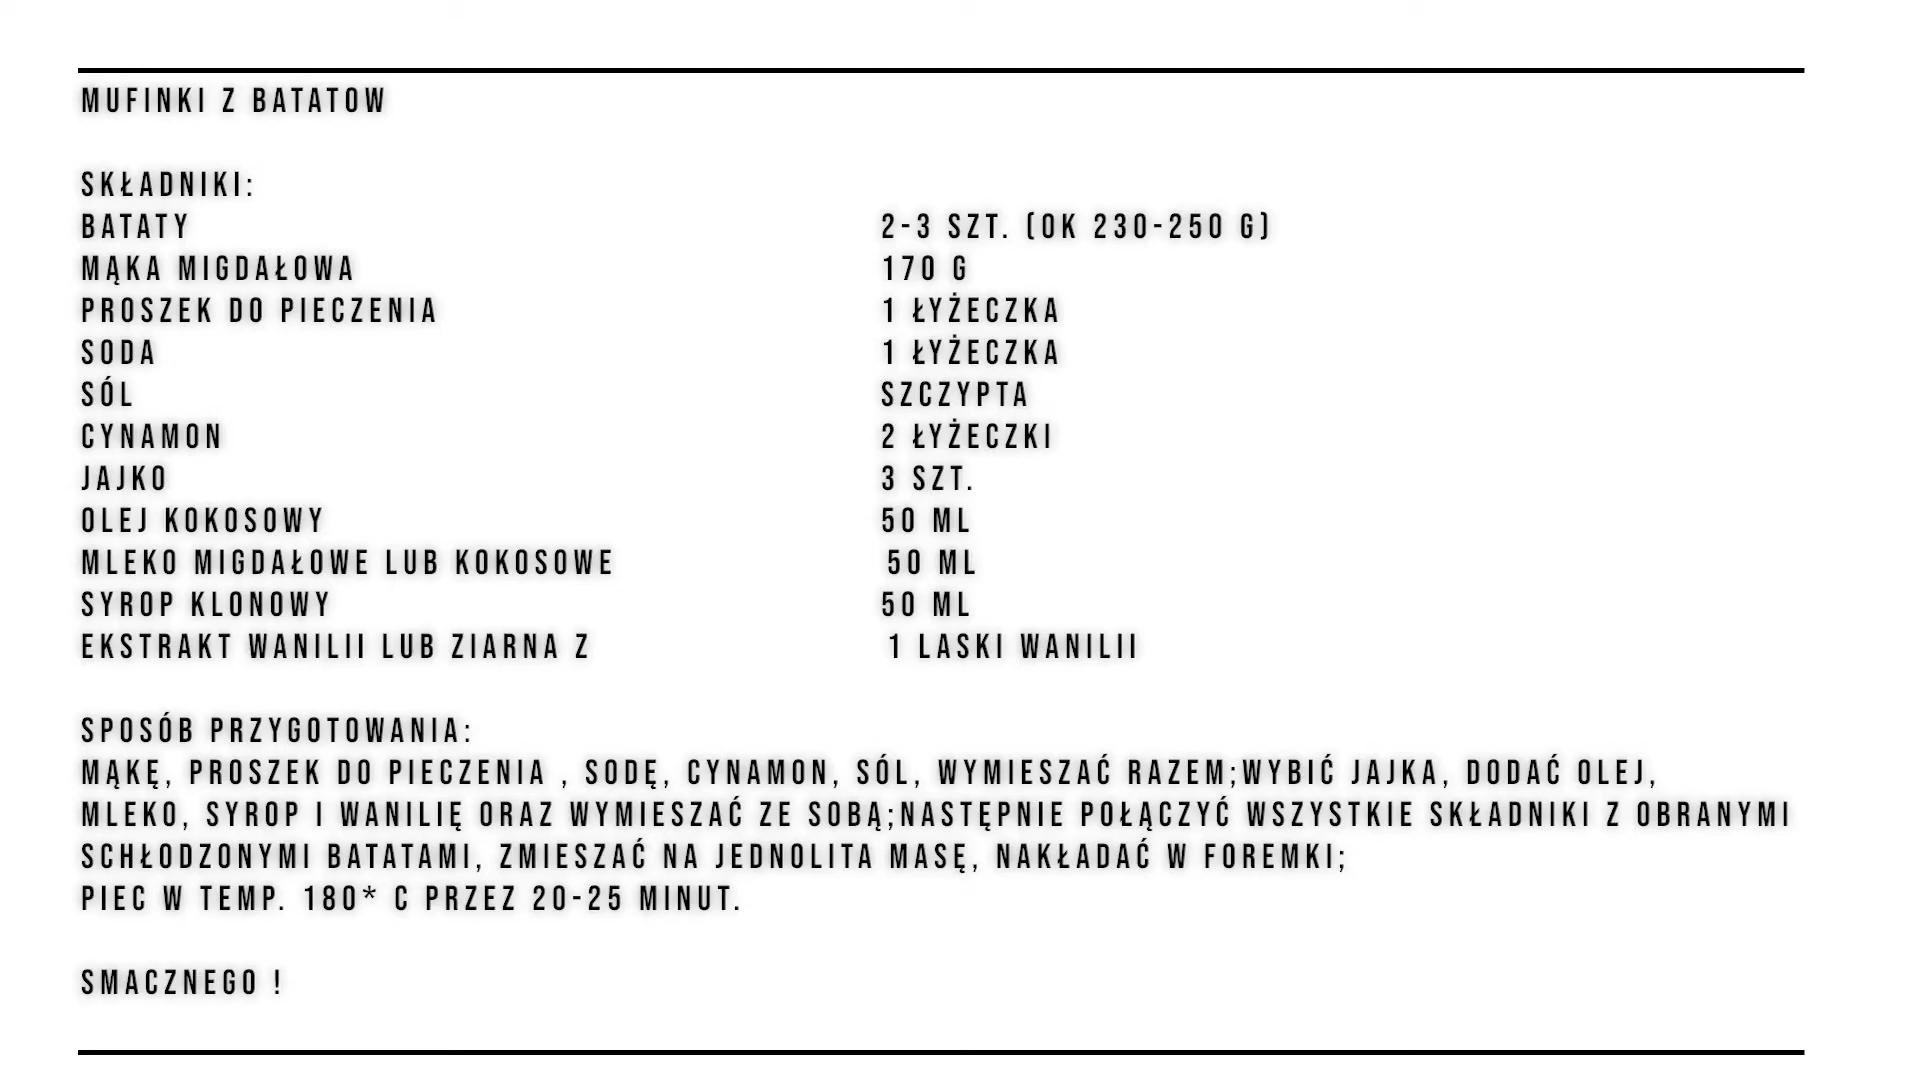 MUFINKI Z BATATOW
SKŁADNIKI:
BATATY 2-3 SZT. (OK 230-250 G)
MĄKA MIGDAŁOWA 170 G
PROSZEK DO PIECZENIA 1 ŁYŻECZKA
SODA 1 ŁYŻECZKA
SÓL SZCZYPTA
CYNAMON 2 ŁYŻECZKI
JAJKO 3 SZT.
OLEJ KOKOSOWY 50 ML
MLEKO MIGDAŁOWE LUB KOKOSOWE 50 ML
SYROP KLONOWY 50 ML
EKSTRAKT WANILII LUB ZIARNA Z 1 LASKI WANILII
SPOSÓB PRZYGOTOWANIA:
MĄKĘ, PROSZEK DO PIECZENIA , SODĘ, CYNAMON, SÓL, WYMIESZAĆ RAZEM;WYBIĆ JAJKA, DODAĆ OLEJ,
MLEKO, SYROP I WANILIĘ ORAZ WYMIESZAĆ ZE SOBĄ;NASTĘPNIE POŁĄCZYĆ WSZYSTKIE SKŁADNIKI Z OBRANYMI
SCHŁODZONYMI BATATAMI, ZMIESZAĆ NA JEDNOLITA MASĘ, NAKŁADAĆ W FOREMKI;
PIEC W TEMP. 180* C PRZEZ 20-25 MINUT.
SMACZNEGO !